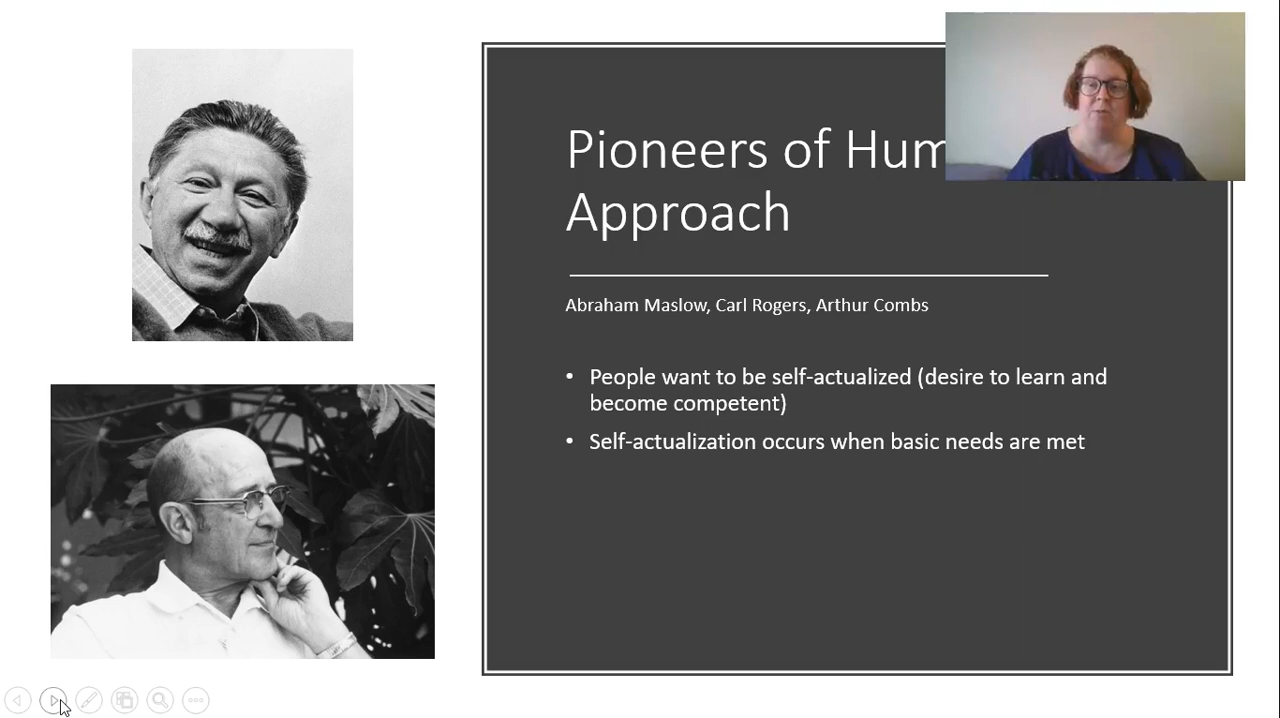 Pioneers of Hum
Approach
Abraham Maslow, Carl Rogers, Arthur Combs
• People want to be self-actualized (desire to learn and
become competent)
• Self-actualization occurs when basic needs are met